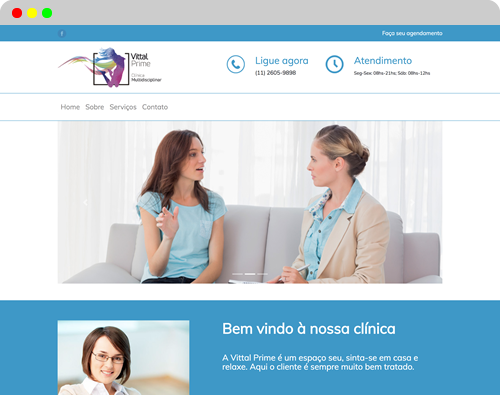 Faça seu agendamento
Vittal
Prime
Clínica
Multidisciplinar
Ligue agora
(11) 2605-9898
Atendimento
Seg-Sex: 08hs-21hs; Sáb: 08hs-12hs
Home Sobre Serviços Contato
Bem vindo à nossa clínica
A Vittal Prime é um espaço seu, sinta-se em casa e
relaxe. Aqui o cliente é sempre muito bem tratado.